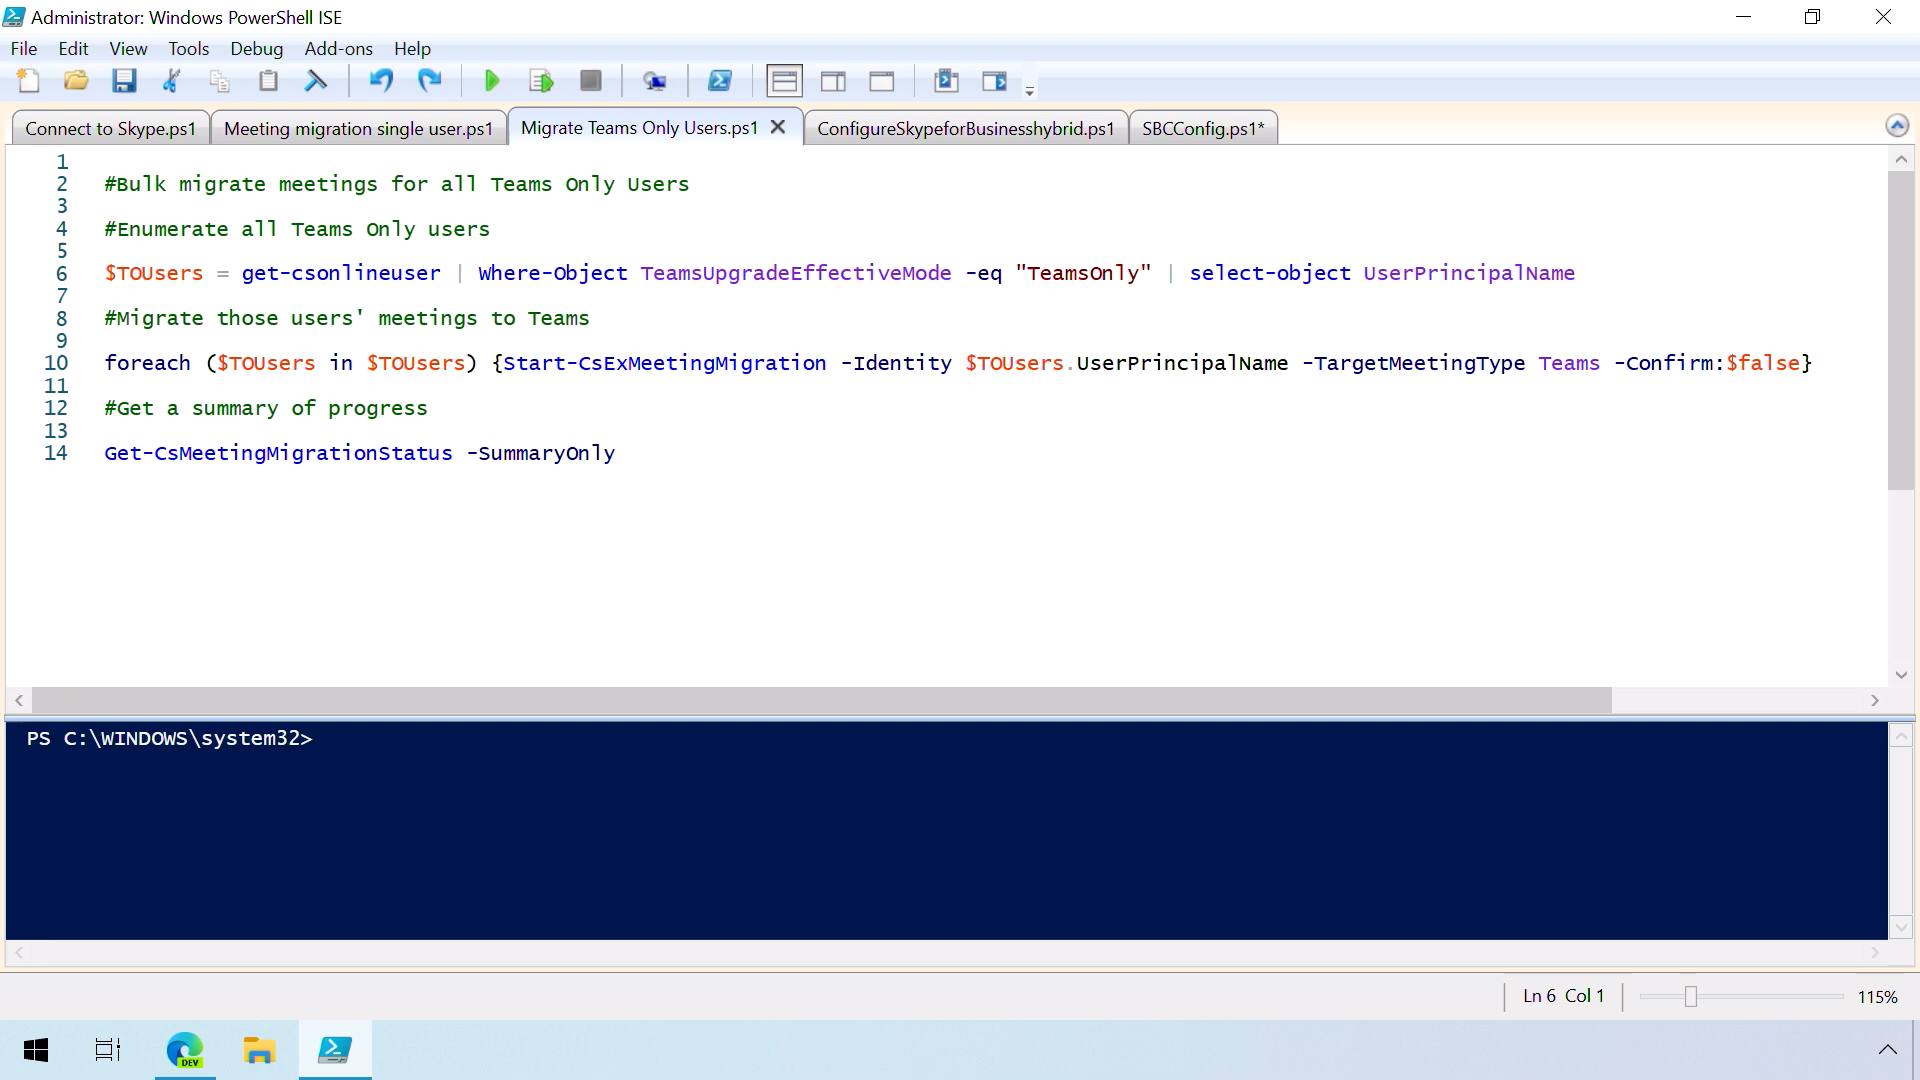 Administrator: Windows PowerShell ISE
File Edit View Tools Debug Add-ons Help
Connect to Skype.ps1 Meeting migration single user.ps1 Migrate Teams Only Users.ps1 ConfigureSkypeforBusinesshybrid.ps1 SBCConfig.ps1*
1
2 #Bulk migrate meetings for all Teams Only Users
3
4 #Enumerate all Teams Only users
5
6 $TOUsers = get-csonlineuser | Where-Object TeamsUpgradeEffectiveMode -eq "TeamsOnly" | select-object UserPrincipalName
7
8 #Migrate those users' meetings to Teams
9
10 foreach ($TOUsers in $TOUsers) {Start-CsExMeetingMigration -Identity $TOUsers.UserPrincipalName -TargetMeetingType Teams -Confirm:$false}
11
12 #Get a summary of progress
13
14 Get-CsMeetingMigrationStatus -SummaryOnly
PS C:\WINDOWS\system32>
Ln 6 Col 1 115%
DEV